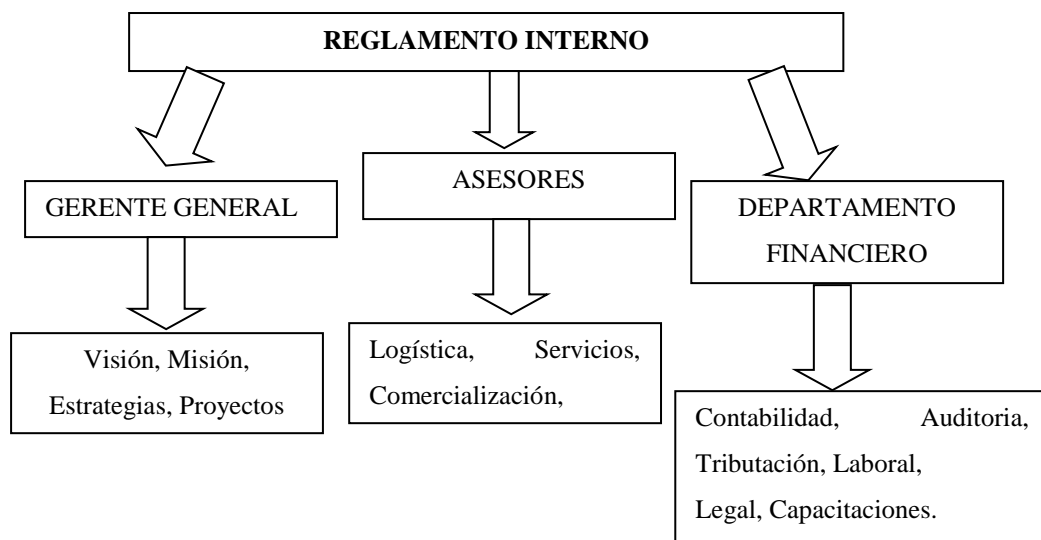 REGLAMENTO INTERNO
GERENTE GENERAL
ASESORES
DEPARTAMENTO
FINANCIERO
Visión, Misión,
Estrategias, Proyectos
Logística, Servicios,
Comercialización,
Contabilidad, Auditoria,
Tributación, Laboral,
Legal, Capacitaciones.